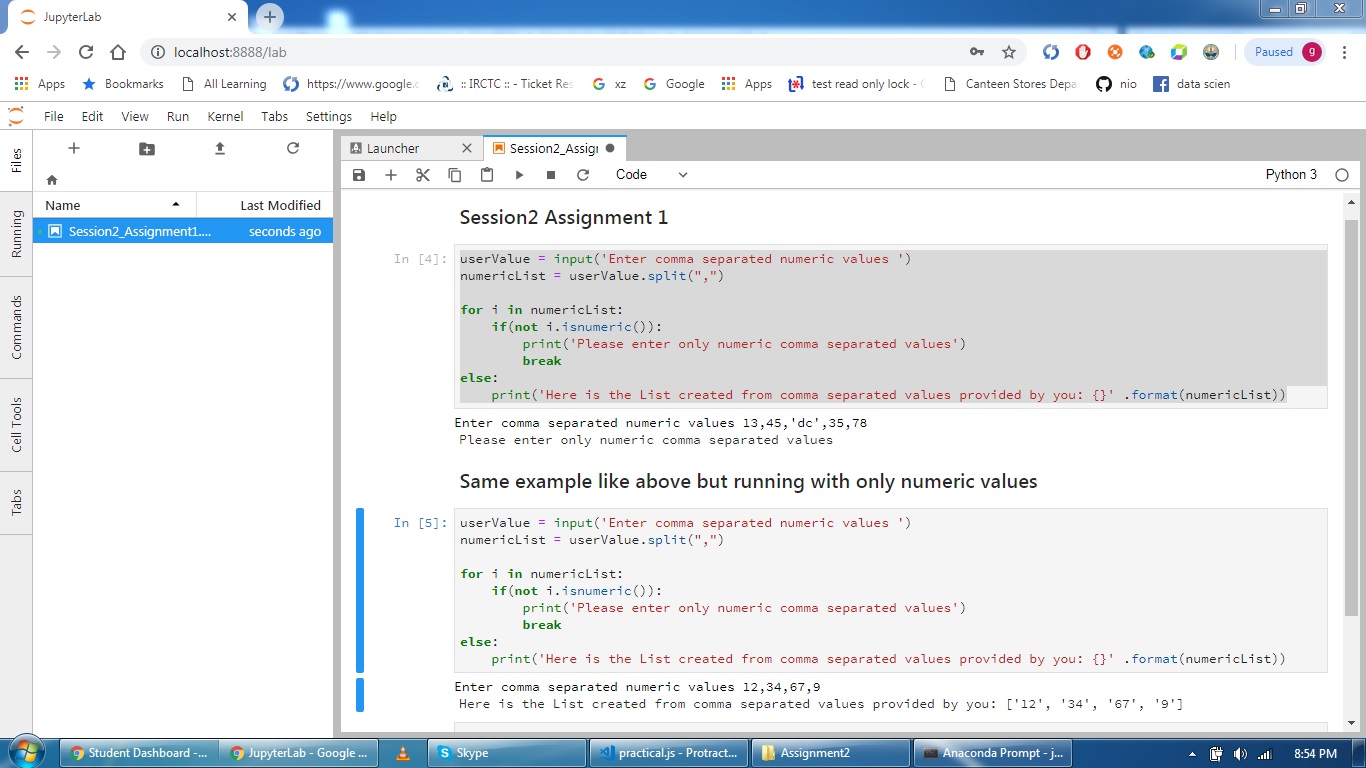 JupyterLab
localhost:8888/lab
Paused g
Apps Bookmarks All Learning https://www.google.c :: IRCTC :: - Ticket Res xz Google Apps test read only lock - Canteen Stores Depa nio data scien
File Edit View Run Kernel Tabs Settings Help
Files
Running
Commands
Cell Tools
Tabs
Name Last Modified
Session2_Assignment1.... seconds ago
Launcher Session2_Assig
Code Python 3
Session2 Assignment 1
In [4]: userValue = input('Enter comma separated numeric values ')
numericList = userValue.split(",")
for i in numericList:
if(not i.isnumeric()):
print('Please enter only numeric comma separated values')
break
else:
print('Here is the List created from comma separated values provided by you: {}' .format(numericList))
Enter comma separated numeric values 13,45,'dc',35,78
Please enter only numeric comma separated values
Same example like above but running with only numeric values
In [5]: userValue = input('Enter comma separated numeric values ')
numericList = userValue.split(",")
for i in numericList:
if(not i.isnumeric()):
print('Please enter only numeric comma separated values')
break
else:
print('Here is the List created from comma separated values provided by you: {}' .format(numericList))
Enter comma separated numeric values 12,34,67,9
Here is the List created from comma separated values provided by you: ['12', '34', '67', '9']
Student Dashboard -... JupyterLab - Google ... Skype practical.js - Protract... Assignment2 Anaconda Prompt - j... 8:54 PM